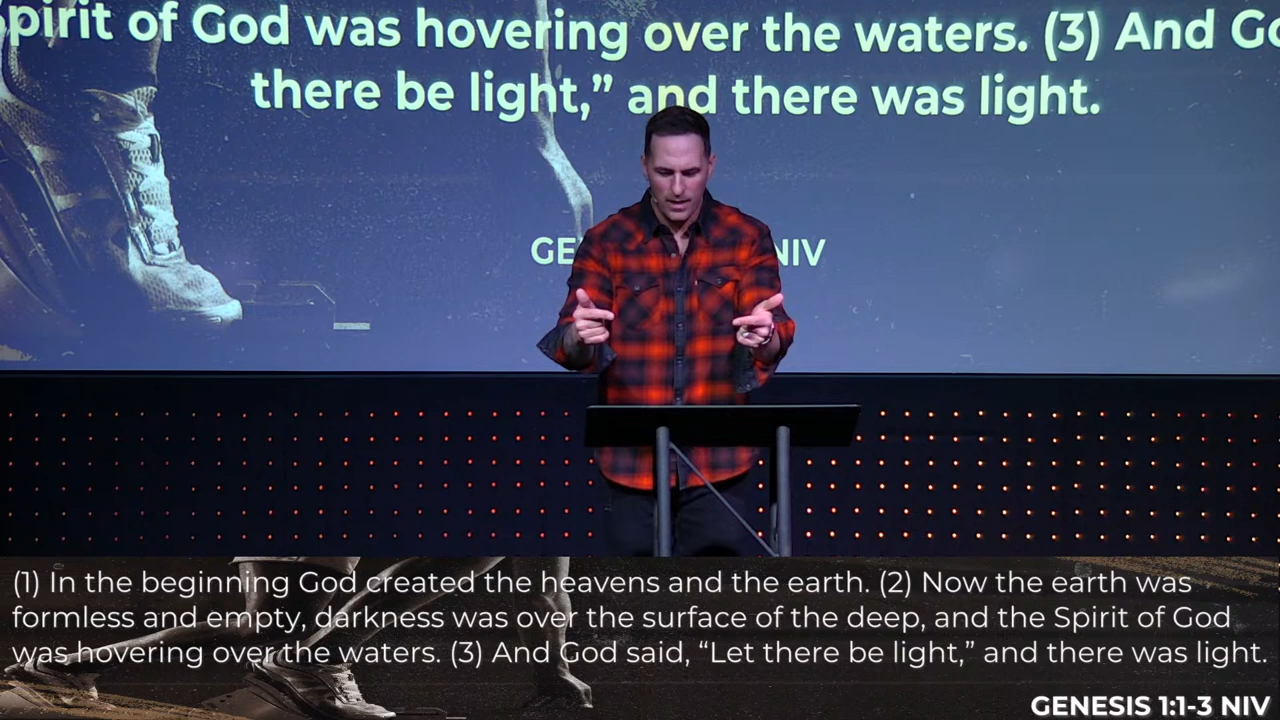 pirit of God was hovering over the waters. (3) And Go
there be light,” and there was light.
GE NIV
(1) In the beginning God created the heavens and the earth. (2) Now the earth was
formless and empty, darkness was over the surface of the deep, and the Spirit of God
was hovering over the waters. (3) And God said, “Let there be light,” and there was light.
GENESIS 1:1-3 NIV